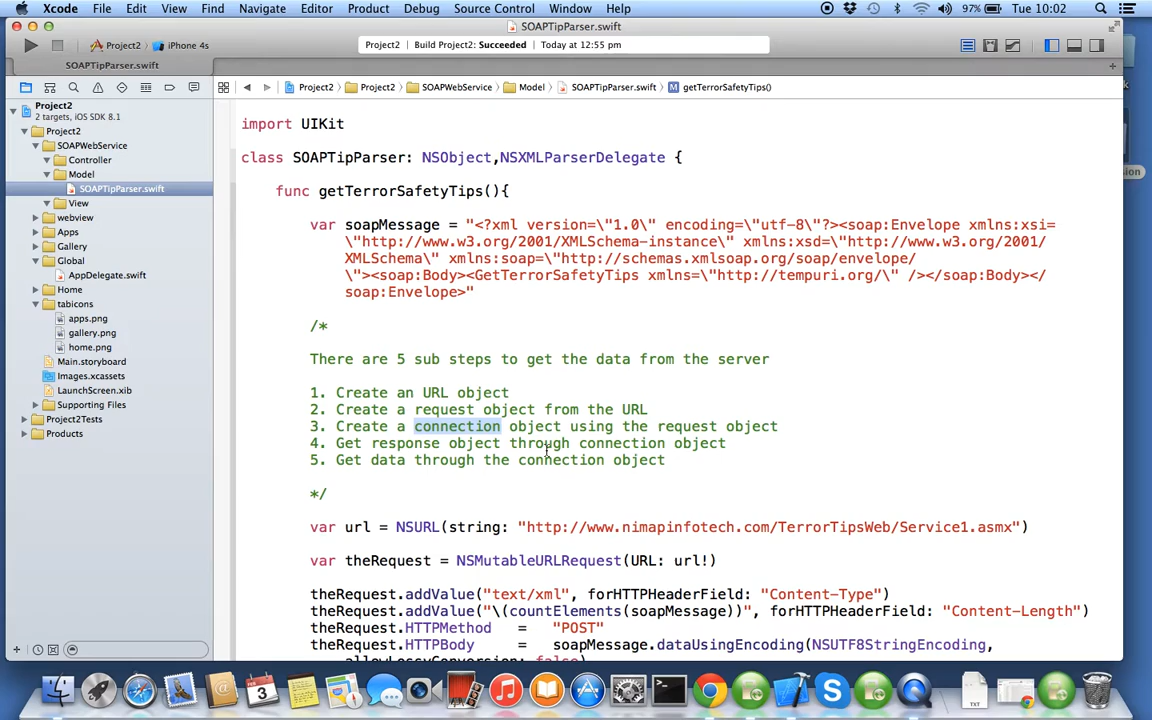 Xcode File Edit View Find Navigate Editor Product Debug Source Control Window Help 97% Tue 10:02
SOAPTipParser.swift
Project2 iPhone 4s Project2 Build Project2: Succeeded Today at 12:55 pm
SOAPTipParser.swift
Project2 Project2 SOAPWebService Model SOAPTipParser.swift M getTerrorSafetyTips()
Project2
2 targets, iOS SDK 8.1
Project2
SOAPWebService
Controller
Model
SOAPTipParser.swift
View
webview
Apps
Gallery
Global
AppDelegate.swift
Home
tabicons
apps.png
gallery.png
home.png
Main.storyboard
Images.xcassets
LaunchScreen.xib
Supporting Files
Project2Tests
Products
import UIKit
class SOAPTipParser: NSObject,NSXMLParserDelegate {
func getTerrorSafetyTips(){
var soapMessage = "<?xml version=\"1.0\" encoding=\"utf-8\"?><soap:Envelope xmlns:xsi=
\"http://www.w3.org/2001/XMLSchema-instance\" xmlns:xsd=\"http://www.w3.org/2001/
XMLSchema\" xmlns:soap=\"http://schemas.xmlsoap.org/soap/envelope/
\"><soap:Body><GetTerrorSafetyTips xmlns=\"http://tempuri.org/\" /></soap:Body></
soap:Envelope>"
/*
There are 5 sub steps to get the data from the server
1. Create an URL object
2. Create a request object from the URL
3. Create a connection object using the request object
4. Get response object through connection object
5. Get data through the connection object
*/
var url = NSURL(string: "http://www.nimapinfotech.com/TerrorTipsWeb/Service1.asmx")
var theRequest = NSMutableURLRequest(URL: url!)
theRequest.addValue("text/xml", forHTTPHeaderField: "Content-Type")
theRequest.addValue("\(countElements(soapMessage))", forHTTPHeaderField: "Content-Length")
theRequest.HTTPMethod = "POST"
theRequest.HTTPBody = soapMessage.dataUsingEncoding(NSUTF8StringEncoding,
allowLossyConversion: false)